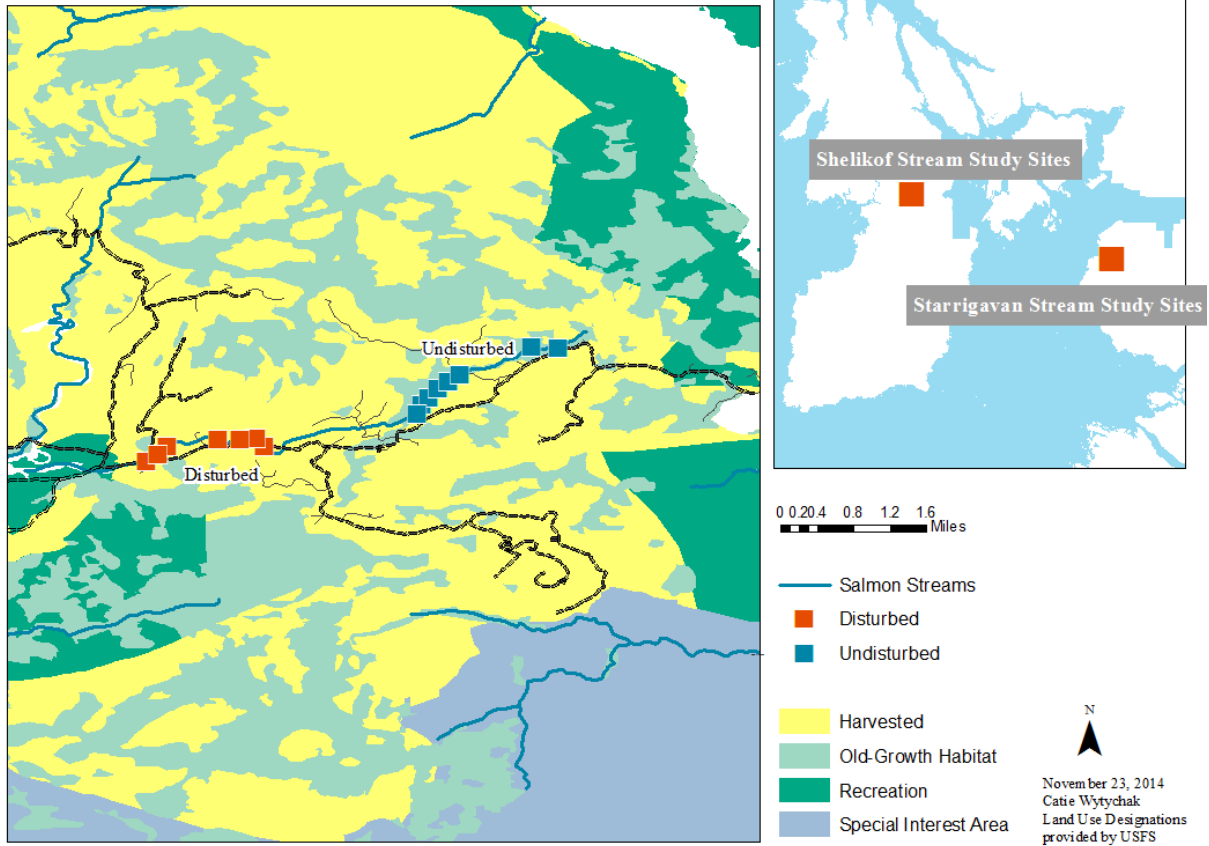 Undisturbed
Disturbed
Shelikof Stream Study Sites
Starrigavan Stream Study Sites
0 0.20.4 0.8 1.2 1.6
Miles
Salmon Streams
Disturbed
Undisturbed
Harvested
Old-Growth Habitat
Recreation
Special Interest Area
N
November 23, 2014
Catie Wytychak
Land Use Designations
provided by USFS